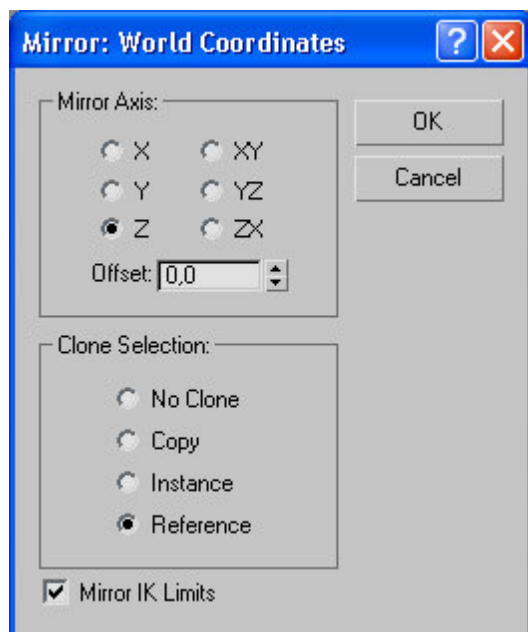 Mirror: World Coordinates
Mirror Axis:
X XY
Y YZ
Z ZX
Offset: 0,0
OK
Cancel
Clone Selection:
No Clone
Copy
Instance
Reference
Mirror IK Limits